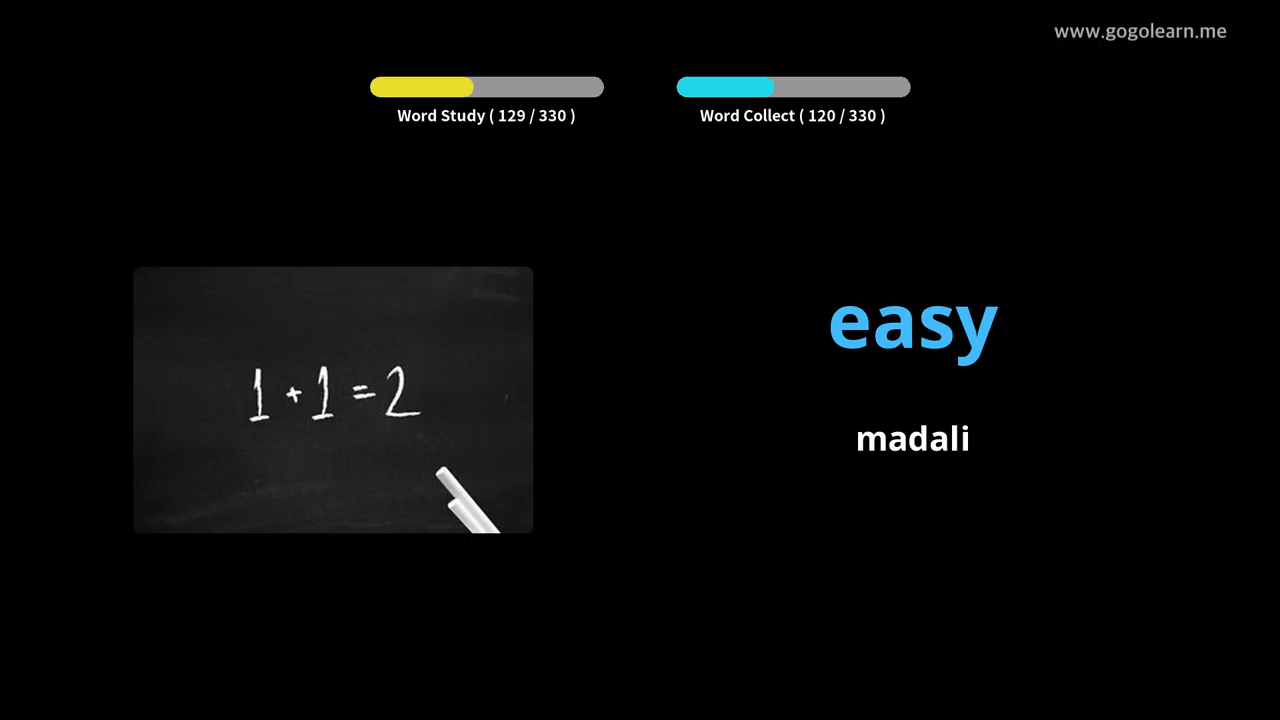 www.gogolearn.me
Word Study ( 129 / 330 )
Word Collect ( 120 / 330 )
1 + 1 = 2
easy
madali